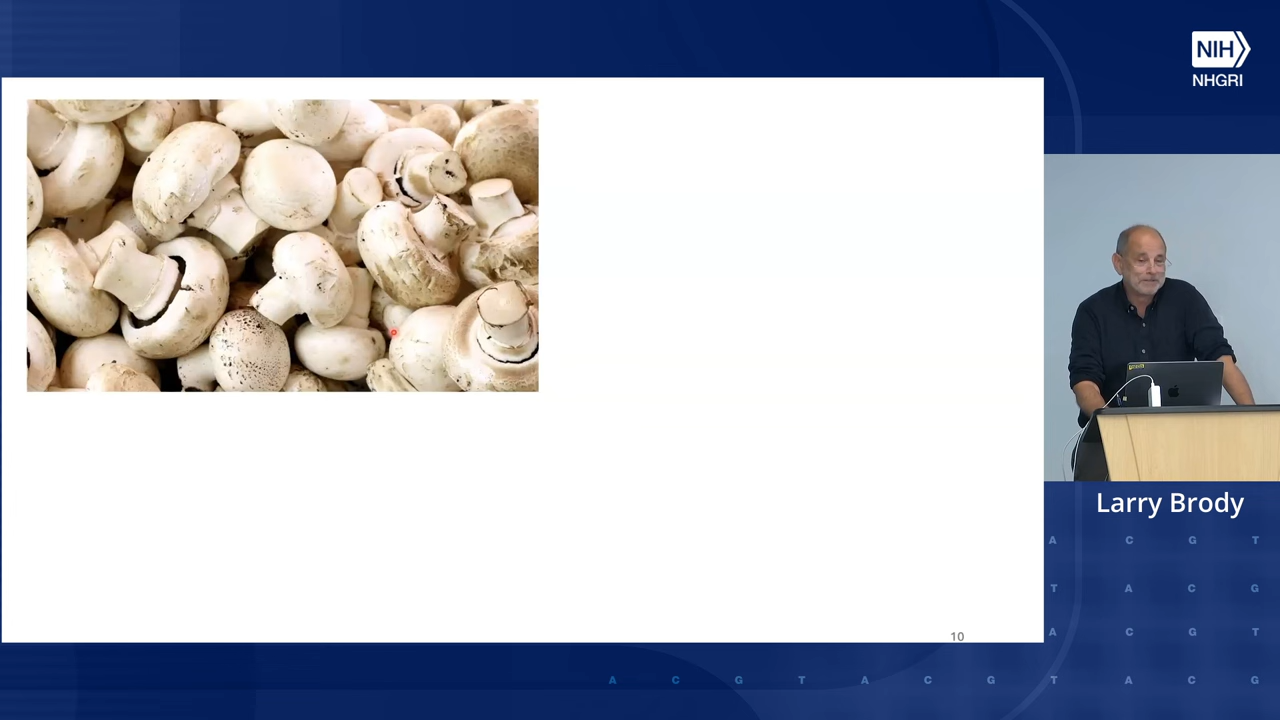 NIH
NHGRI
Larry Brody
A C G T
T A C G
10
A C G T
A C G T A C G T A C G